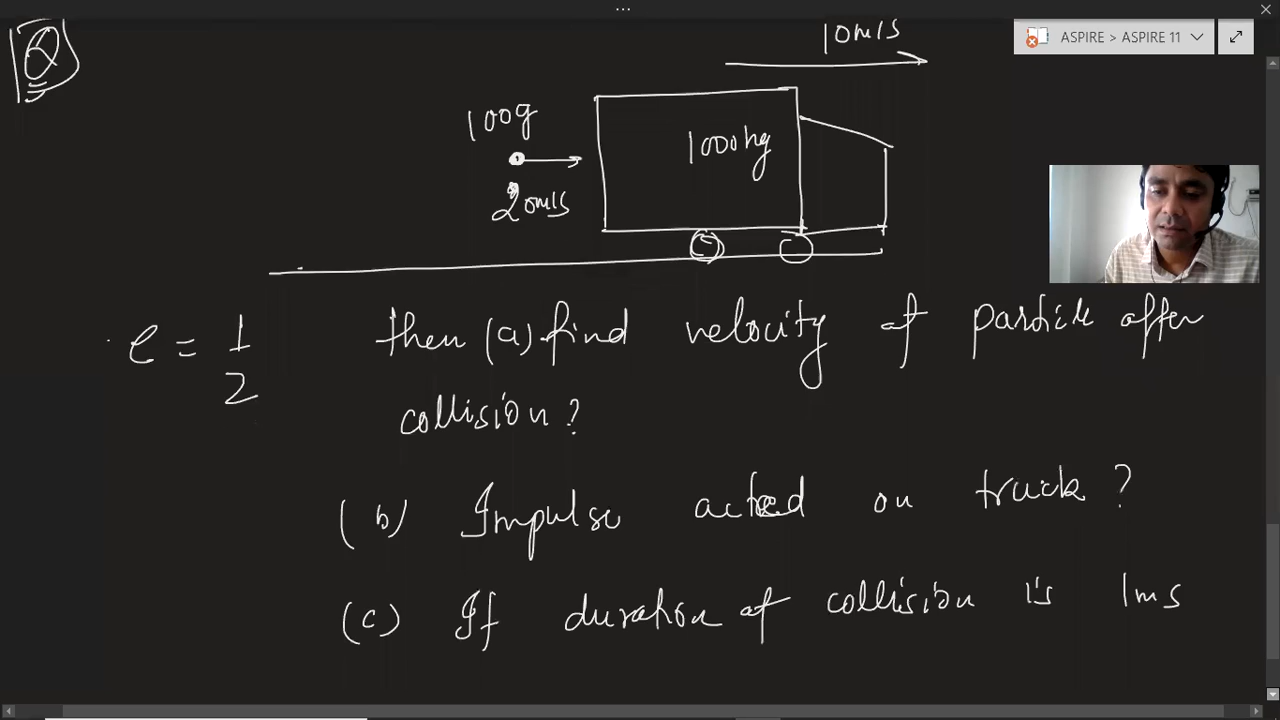 Q
10m/s
ASPIRE > ASPIRE 11
100g
1000kg
20m/s
e = 1/2 then (a) find velocity of particle after
collision?
(b) Impulse acted on truck?
(c) If duration of collision is 1ms